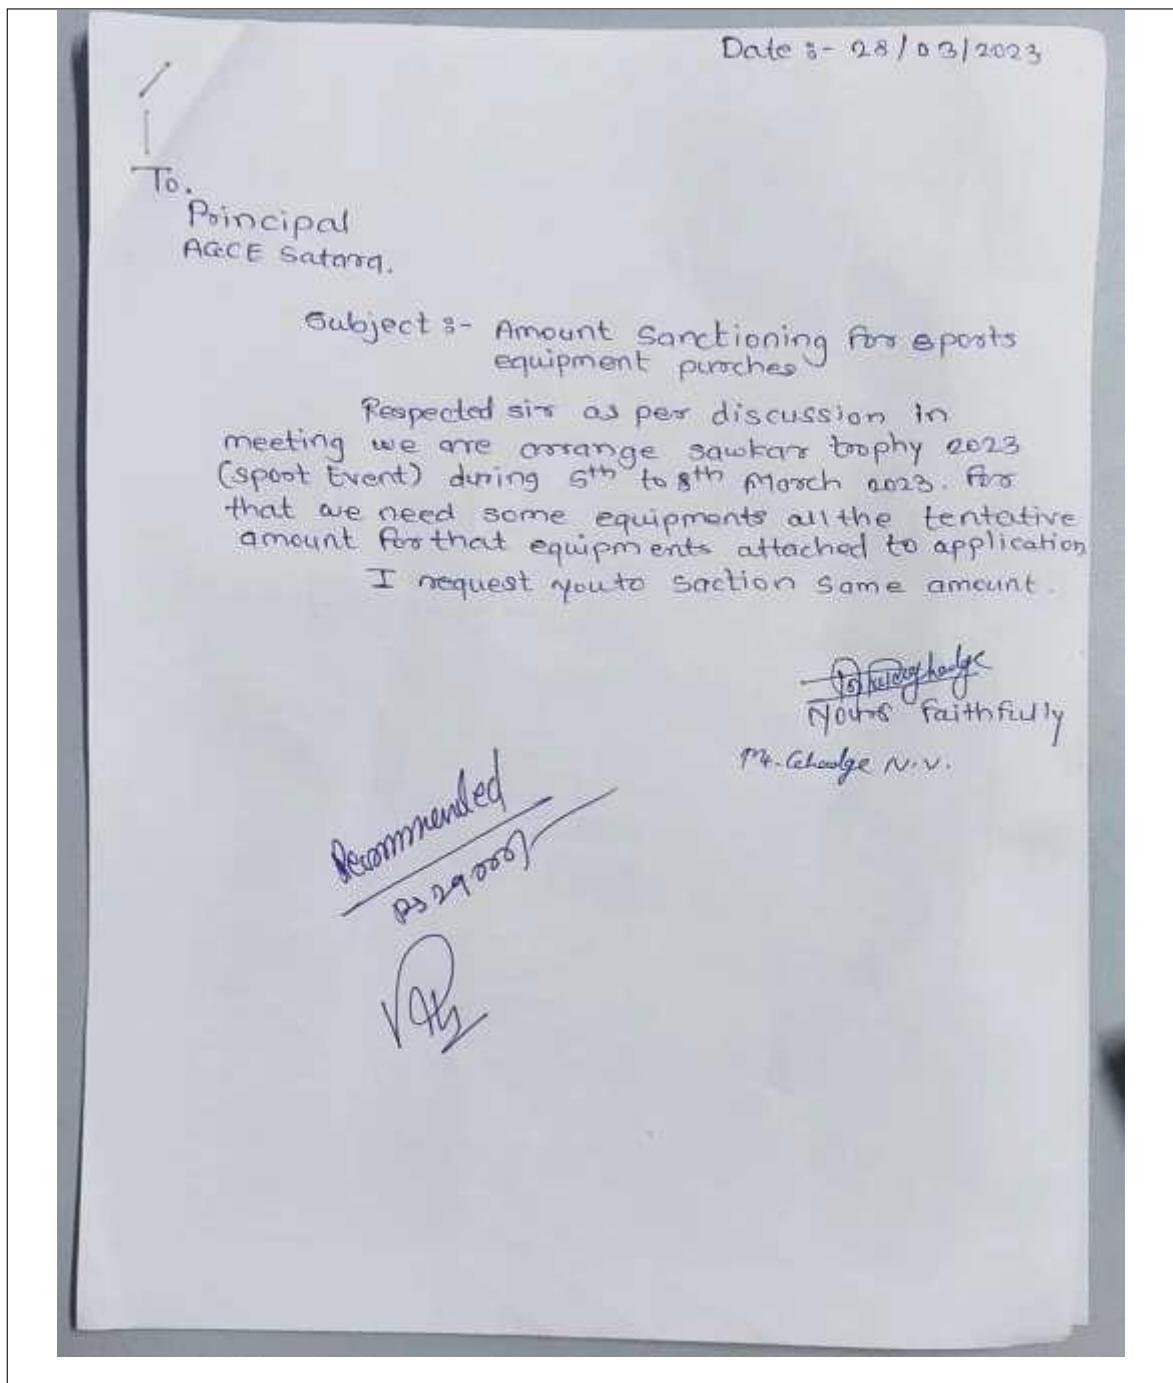 Date :- 28/03/2023
To.
Principal
AGCE Satara.
Subject :- Amount Sanctioning for sports
equipment purches
Respected sir as per discussion in
meeting we are arrange sawkar trophy 2023
(spoot Event) during 5th to 8th March 2023. for
that we need some equipments all the tentative
amount for that equipments attached to application
I request you to saction same amount.
Yours faithfully
Mr. Ghadge N.V.
Recommended
Rs 29000/-